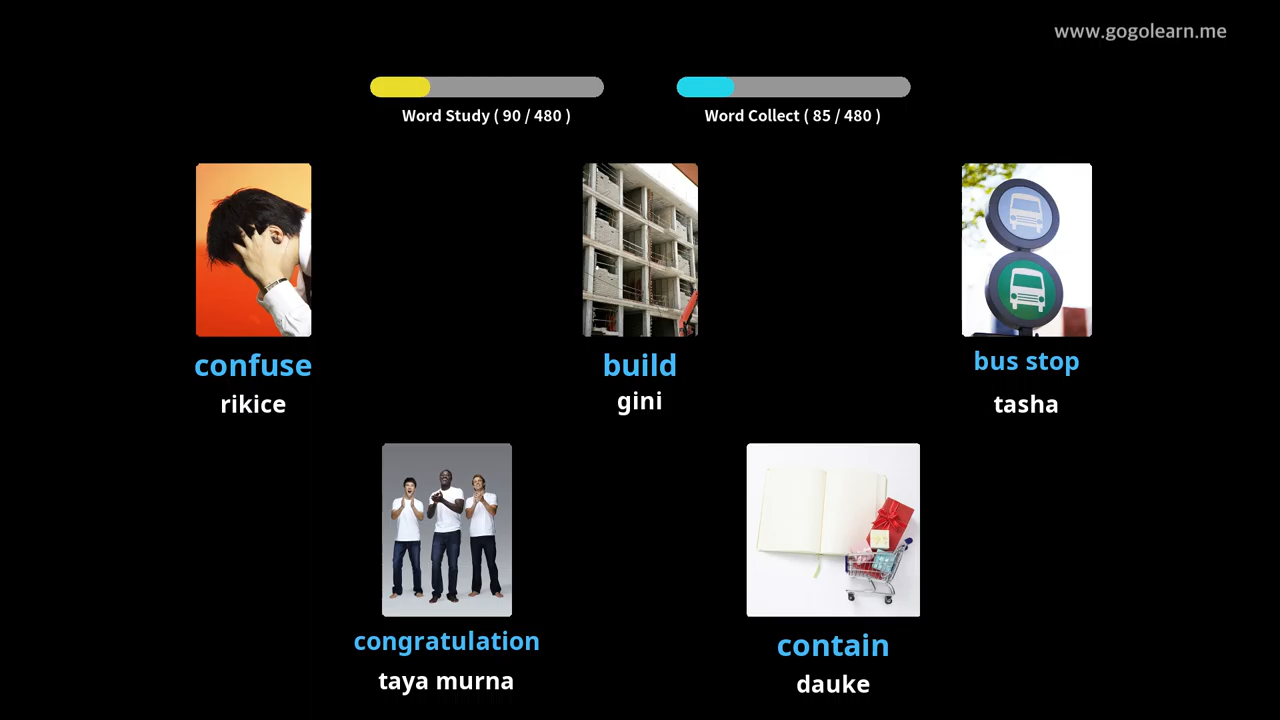 www.gogolearn.me
Word Study ( 90 / 480 )
Word Collect ( 85 / 480 )
confuse
rikice
build
gini
bus stop
tasha
congratulation
taya murna
contain
dauke